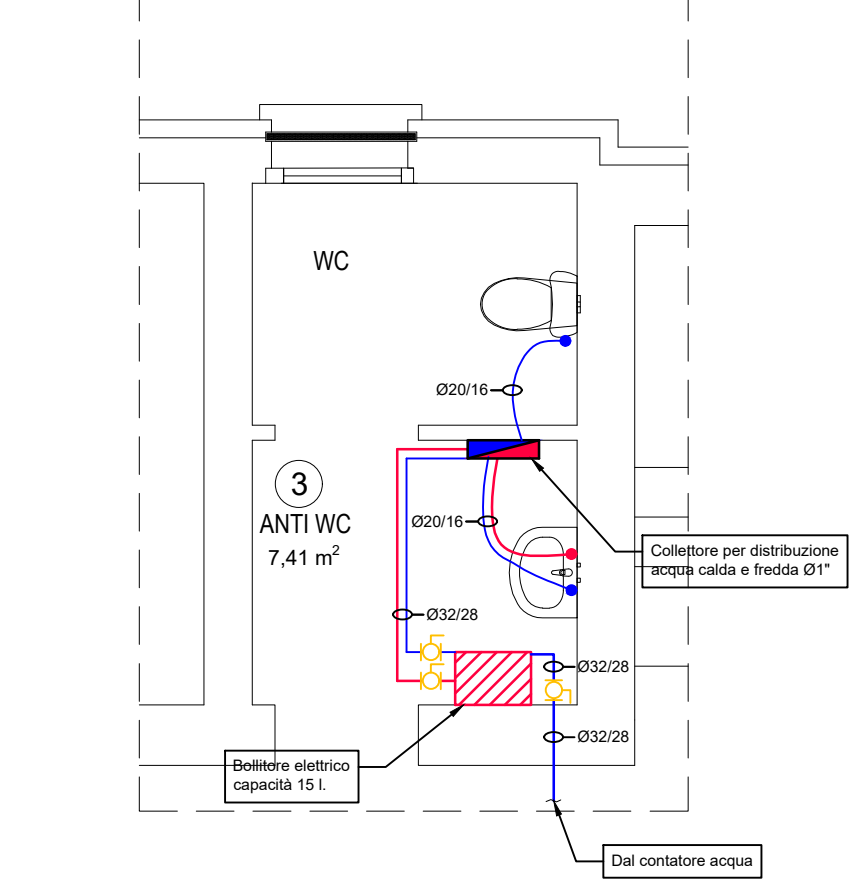 WC
Ø20/16
3
ANTI WC
7,41 m²
Ø20/16
Collettore per distribuzione
acqua calda e fredda Ø1"
Ø32/28
Ø32/28
Ø32/28
Bollitore elettrico
capacità 15 l.
Dal contatore acqua